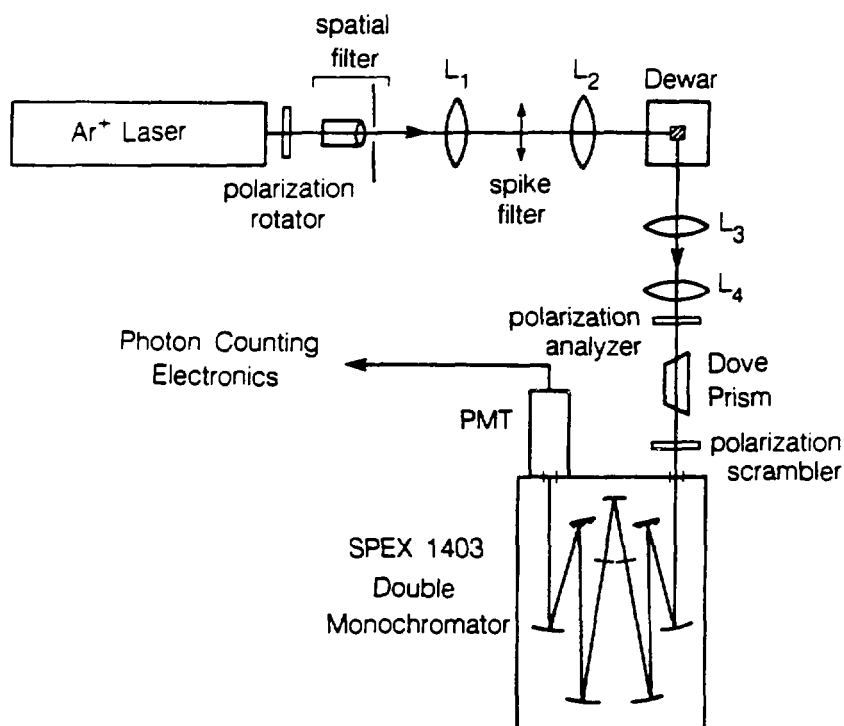 spatial
filter
L₁
L₂
Dewar
Ar⁺ Laser
polarization
rotator
spike
filter
L₃
L₄
polarization
analyzer
Photon Counting
Electronics
Dove
Prism
PMT
polarization
scrambler
SPEX 1403
Double
Monochromator